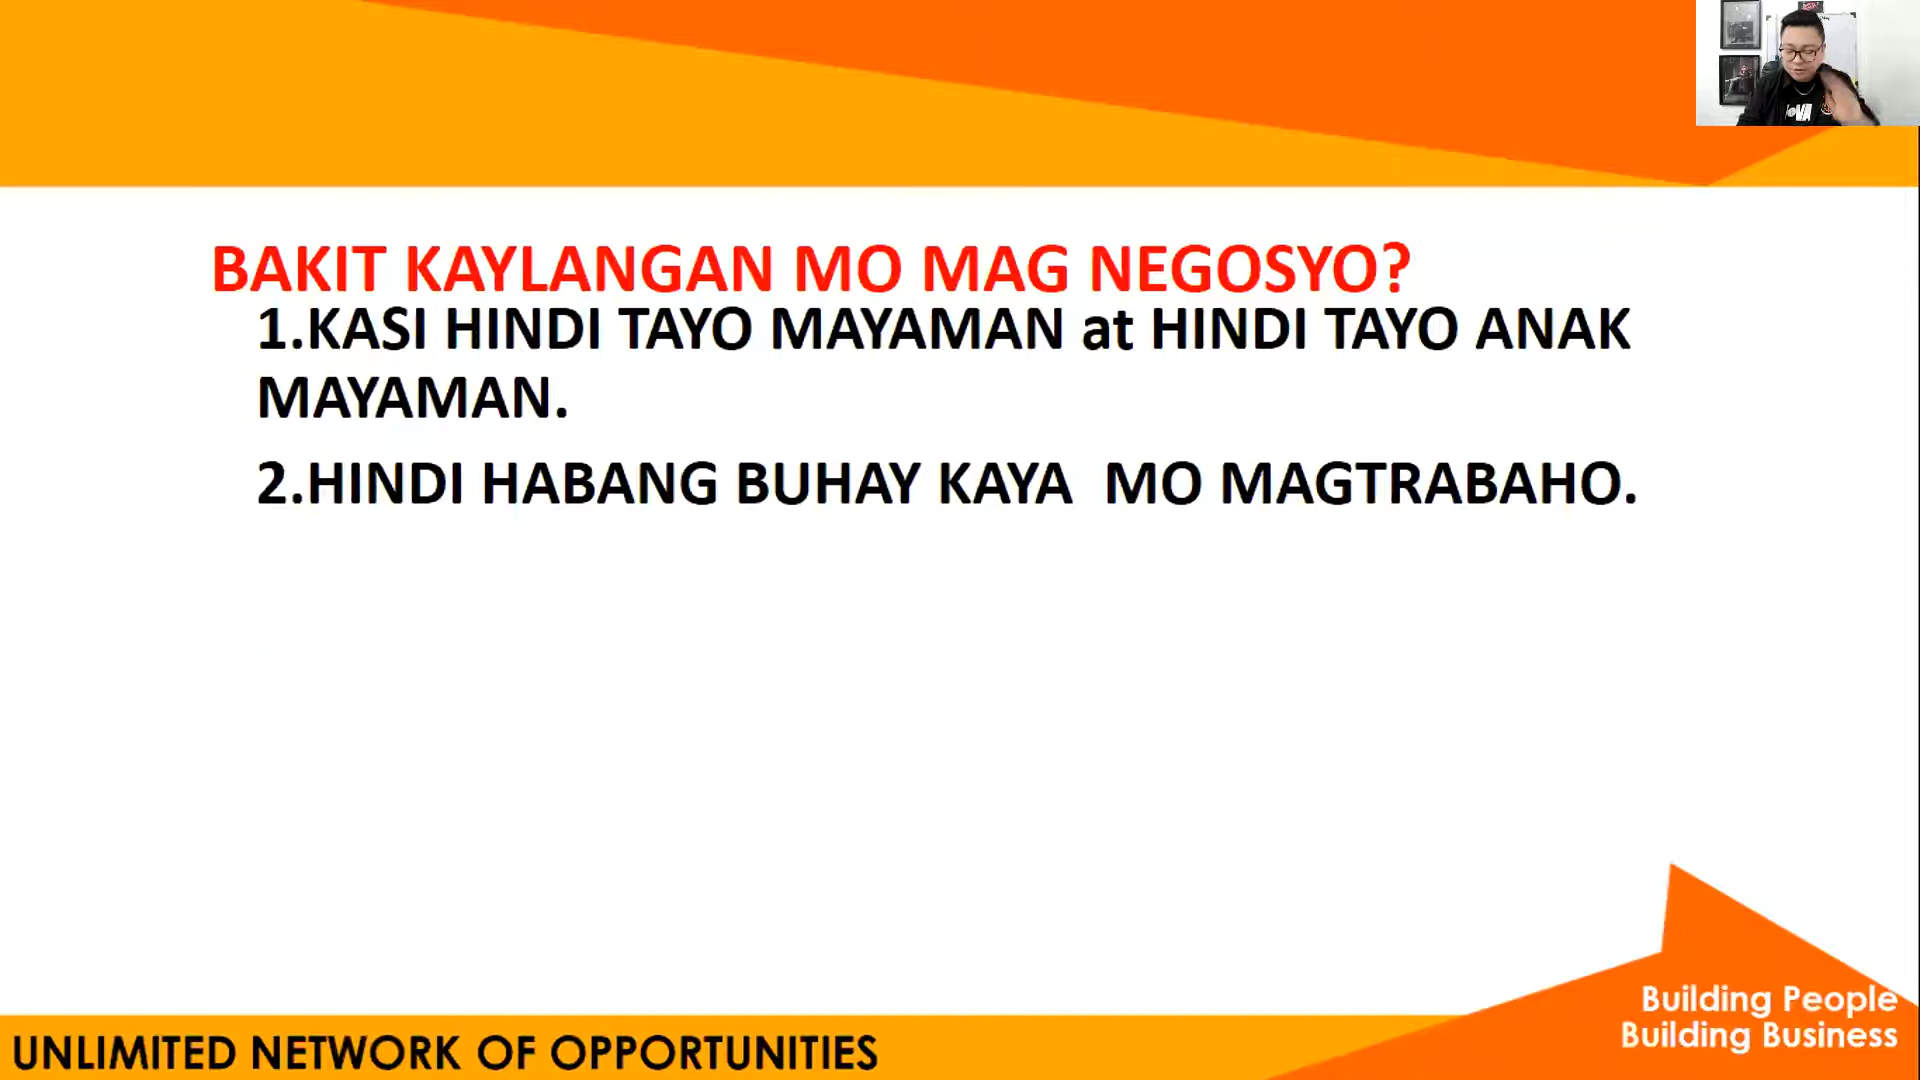 BAKIT KAYLANGAN MO MAG NEGOSYO?
1.KASI HINDI TAYO MAYAMAN at HINDI TAYO ANAK
MAYAMAN.
2.HINDI HABANG BUHAY KAYA  MO MAGTRABAHO.
Building People
Building Business
UNLIMITED NETWORK OF OPPORTUNITIES